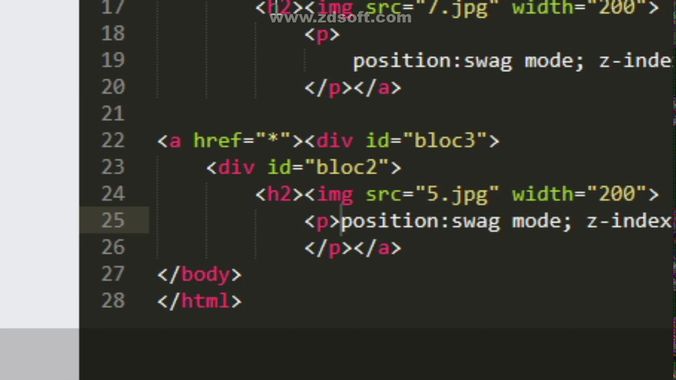 17 <h2><img src="7.jpg" width="200">
www.zdsoft.com
18 <p>
19 position:swag mode; z-inde
20 </p></a>
21
22 <a href="*"><div id="bloc3">
23 <div id="bloc2">
24 <h2><img src="5.jpg" width="200">
25 <p>position:swag mode; z-index
26 </p></a>
27 </body>
28 </html>